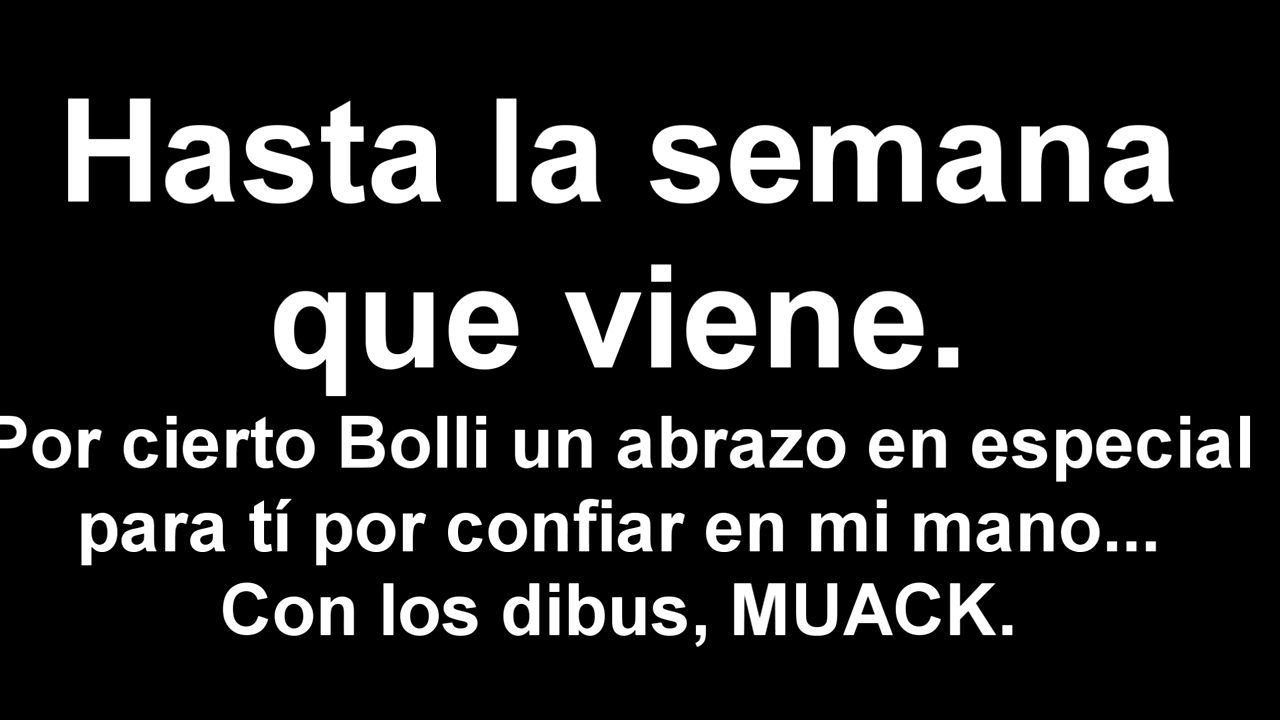 Hasta la semana
que viene.
Por cierto Bolli un abrazo en especial
para tí por confiar en mi mano...
Con los dibus, MUACK.